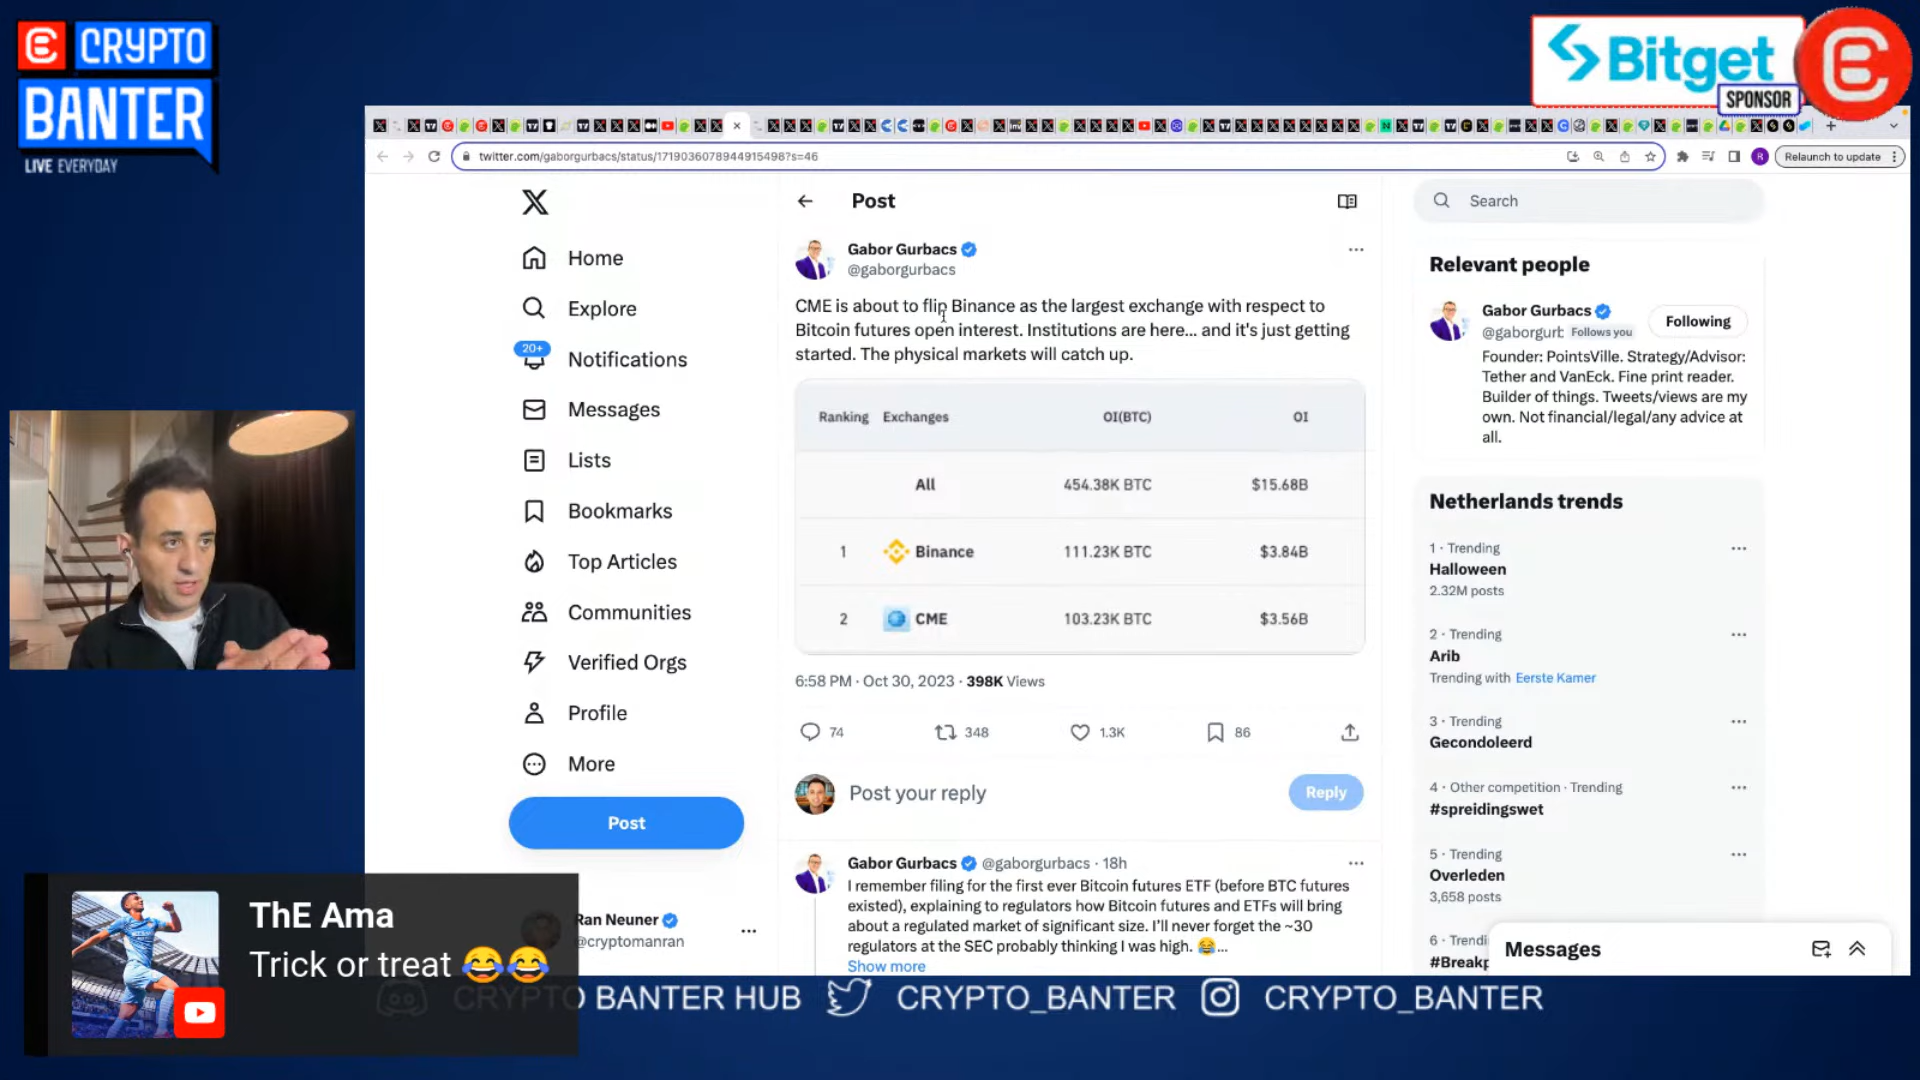 CRYPTO
BANTER
LIVE EVERYDAY
Bitget
SPONSOR
twitter.com/gaborgurbacs/status/1719036078944915498?s=46
Relaunch to update
Home
Explore
20+
Notifications
Messages
Lists
Bookmarks
Top Articles
Communities
Verified Orgs
Profile
More
Post
Ran Neuner
@cryptomanran
Post
Gabor Gurbacs
@gaborgurbacs
CME is about to flip Binance as the largest exchange with respect to
Bitcoin futures open interest. Institutions are here... and it's just getting
started. The physical markets will catch up.
Ranking Exchanges OI(BTC) OI
All 454.38K BTC $15.68B
1 Binance 111.23K BTC $3.84B
2 CME 103.23K BTC $3.56B
6:58 PM · Oct 30, 2023 · 398K Views
74 348 1.3K 86
Post your reply
Reply
Gabor Gurbacs @gaborgurbacs · 18h
I remember filing for the first ever Bitcoin futures ETF (before BTC futures
existed), explaining to regulators how Bitcoin futures and ETFs will bring
about a regulated market of significant size. I'll never forget the ~30
regulators at the SEC probably thinking I was high. 😂...
Show more
Search
Relevant people
Gabor Gurbacs
@gaborgurb Follows you
Following
Founder: PointsVille. Strategy/Advisor:
Tether and VanEck. Fine print reader.
Builder of things. Tweets/views are my
own. Not financial/legal/any advice at
all.
Netherlands trends
1 · Trending
Halloween
2.32M posts
2 · Trending
Arib
Trending with Eerste Kamer
3 · Trending
Gecondoleerd
4 · Other competition · Trending
#spreidingswet
5 · Trending
Overleden
3,658 posts
6 · Trendi
#Breakp
Messages
ThE Ama
Trick or treat 😂😂
CRYPTO BANTER HUB CRYPTO_BANTER CRYPTO_BANTER